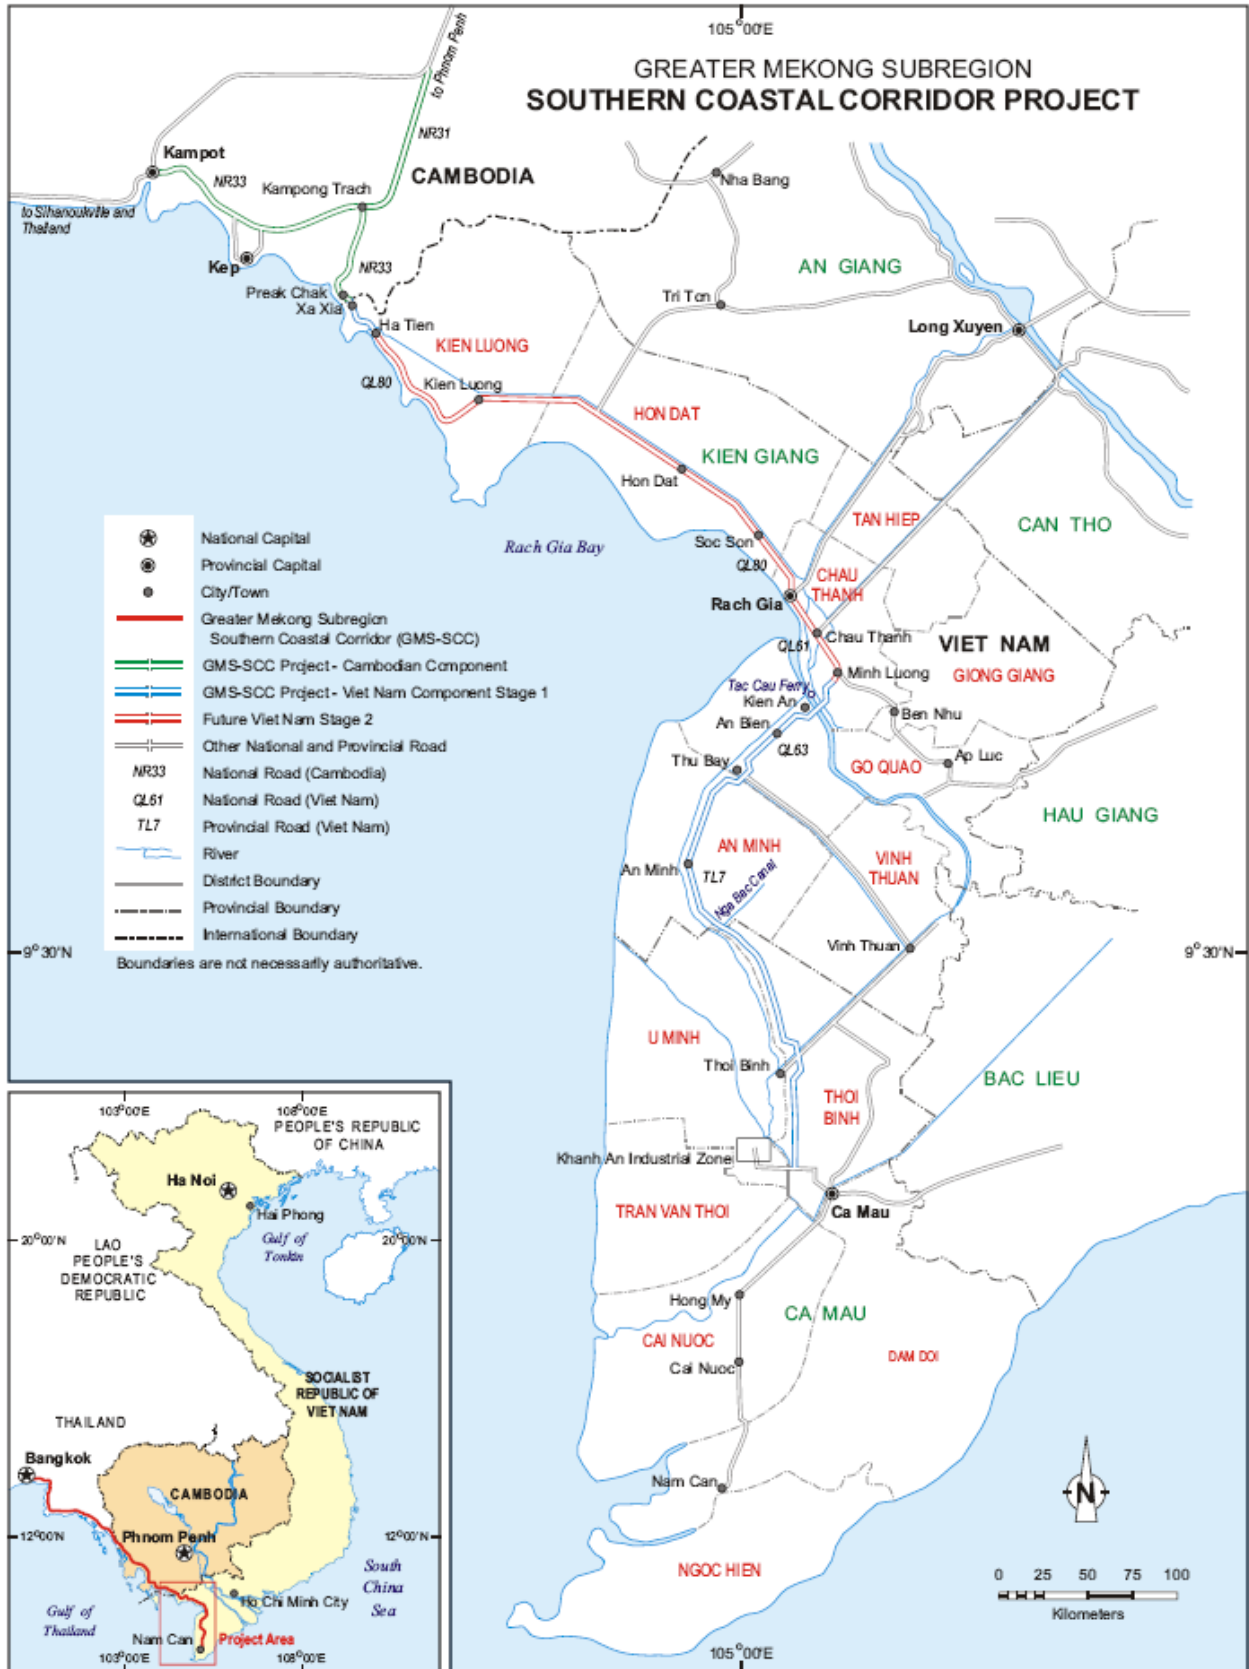 105°00'E
GREATER MEKONG SUBREGION
SOUTHERN COASTAL CORRIDOR PROJECT
to Phnom Penh
NR31
Kampot
NR33
Kampong Trach
CAMBODIA
Nha Bang
to Sihanoukville and
Thailand
Kep
NR33
AN GIANG
Preak Chak
Xa Xia
Tri Ton
Ha Tien
Long Xuyen
KIEN LUONG
QL80
Kien Luong
HON DAT
KIEN GIANG
Hon Dat
TAN HIEP
CAN THO
Rach Gia Bay
Soc Son
QL80
CHAU
THANH
Rach Gia
Chau Thanh
VIET NAM
QL61
Minh Luong
GIONG GIANG
Tac Cau Ferry
Kien An
Ben Nhu
An Bien
QL63
Thu Bay
Ap Luc
GO QUAO
HAU GIANG
AN MINH
VINH
THUAN
An Minh
TL7
Nga Bac Canal
Vinh Thuan
9°30'N
9°30'N
U MINH
Thoi Binh
BAC LIEU
THOI
BINH
Khanh An Industrial Zone
TRAN VAN THOI
Ca Mau
Hong My
CA MAU
CAI NUOC
Cai Nuoc
DAM DOI
Nam Can
NGOC HIEN
N
0 25 50 75 100
Kilometers
105°00'E
National Capital
Provincial Capital
City/Town
Greater Mekong Subregion
Southern Coastal Corridor (GMS-SCC)
GMS-SCC Project - Cambodian Component
GMS-SCC Project - Viet Nam Component Stage 1
Future Viet Nam Stage 2
Other National and Provincial Road
NR33 National Road (Cambodia)
QL61 National Road (Viet Nam)
TL7 Provincial Road (Viet Nam)
River
District Boundary
Provincial Boundary
International Boundary
Boundaries are not necessarily authoritative.
103°00'E
108°00'E
PEOPLE'S REPUBLIC
OF CHINA
Ha Noi
Hai Phong
Gulf of
Tonkin
20°00'N
20°00'N
LAO
PEOPLE'S
DEMOCRATIC
REPUBLIC
SOCIALIST
REPUBLIC OF
VIET NAM
THAILAND
Bangkok
CAMBODIA
Phnom Penh
12°00'N
12°00'N
South
China
Sea
Ho Chi Minh City
Gulf of
Thailand
Nam Can
Project Area
103°00'E
108°00'E